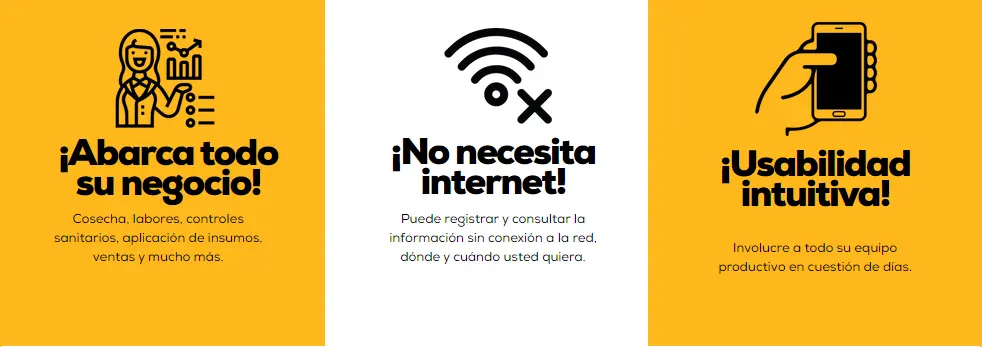 ¡Abarca todo
su negocio!
Cosecha, labores, controles
sanitarios, aplicación de insumos,
ventas y mucho más.
¡No necesita
internet!
Puede registrar y consultar la
información sin conexión a la red,
dónde y cuándo usted quiera.
¡Usabilidad
intuitiva!
Involucre a todo su equipo
productivo en cuestión de días.